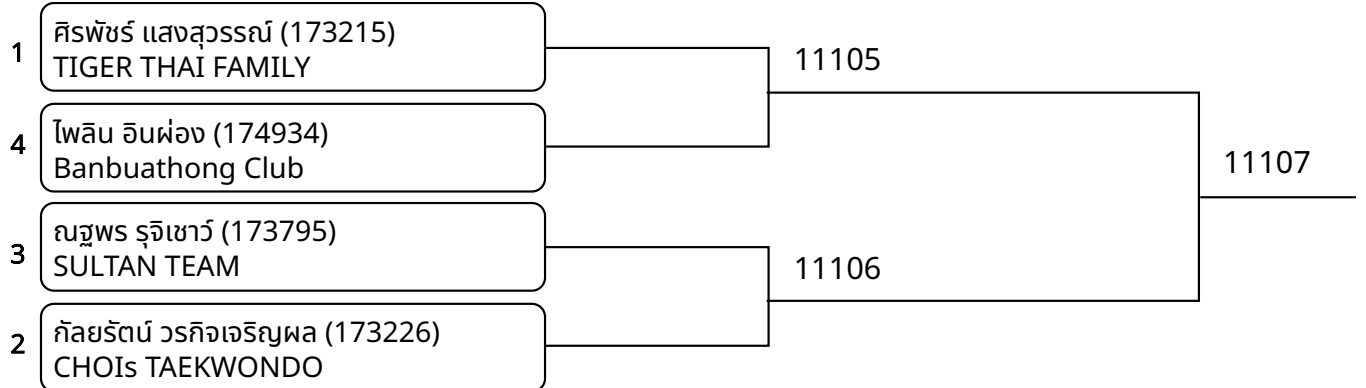 1
ศิรพัชร์ แสงสุวรรณ์ (173215)
TIGER THAI FAMILY
11105
4
ไพลิน อินผ่อง (174934)
Banbuathong Club
11107
3
ณฐพร รุจิเชาว์ (173795)
SULTAN TEAM
11106
2
กัลยรัตน์ วรกิจเจริญผล (173226)
CHOIs TAEKWONDO